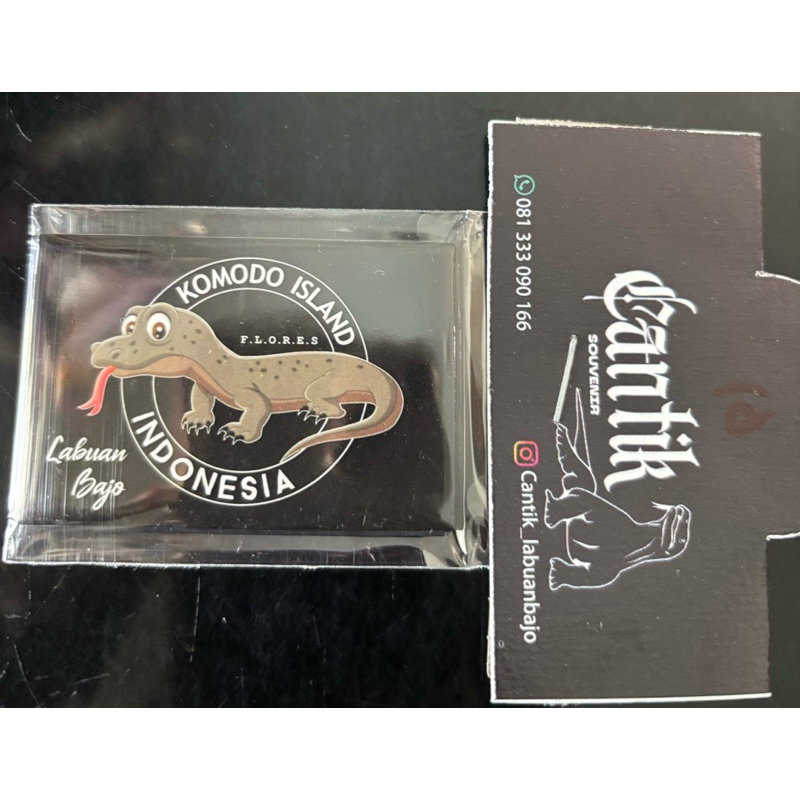 KOMODO ISLAND
F.L.O.R.E.S
INDONESIA
Labuan
Bajo
Cantik
SOUVENIR
081 333 090 166
Cantik_labuanbajo